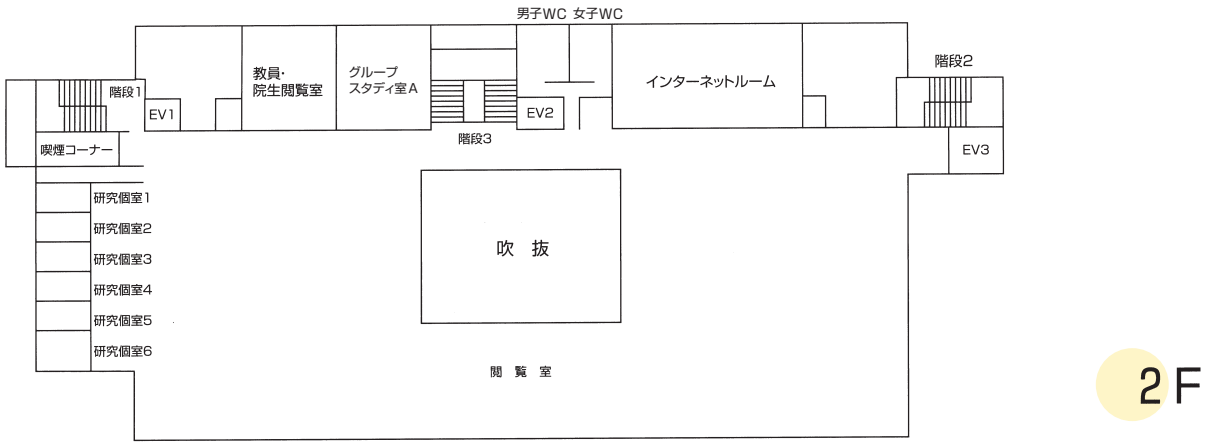 男子WC 女子WC
階段2
教員・
院生閲覧室
グループ
スタディ室A
インターネットルーム
階段1
EV1
EV2
階段3
喫煙コーナー
EV3
研究個室1
研究個室2
研究個室3
研究個室4
研究個室5
研究個室6
吹 抜
閲 覧 室
2F